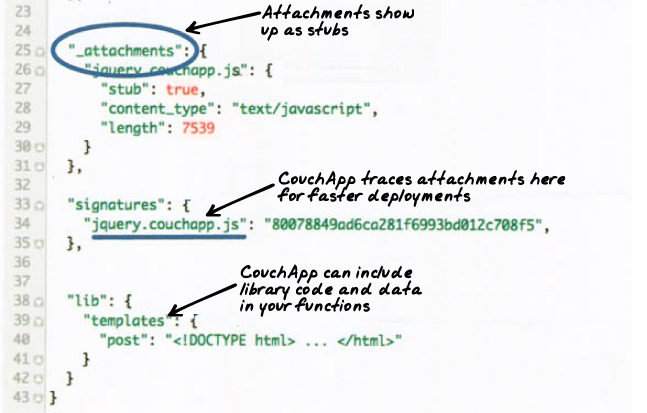 23
Attachments show
24
up as stubs
25 "_attachments": {
26 "jquery.couchapp.js": {
27 "stub": true,
28 "content_type": "text/javascript",
29 "length": 7539
30 }
31 },
32
CouchApp traces attachments here
33 "signatures": {
for faster deployments
34 "jquery.couchapp.js": "80078849ad6ca281f6993bd012c708f5",
35 },
36
CouchApp can include
37
library code and data
38 "lib": {
in your functions
39 "templates": {
40 "post": "<!DOCTYPE html> ... </html>"
41 }
42 }
43 }